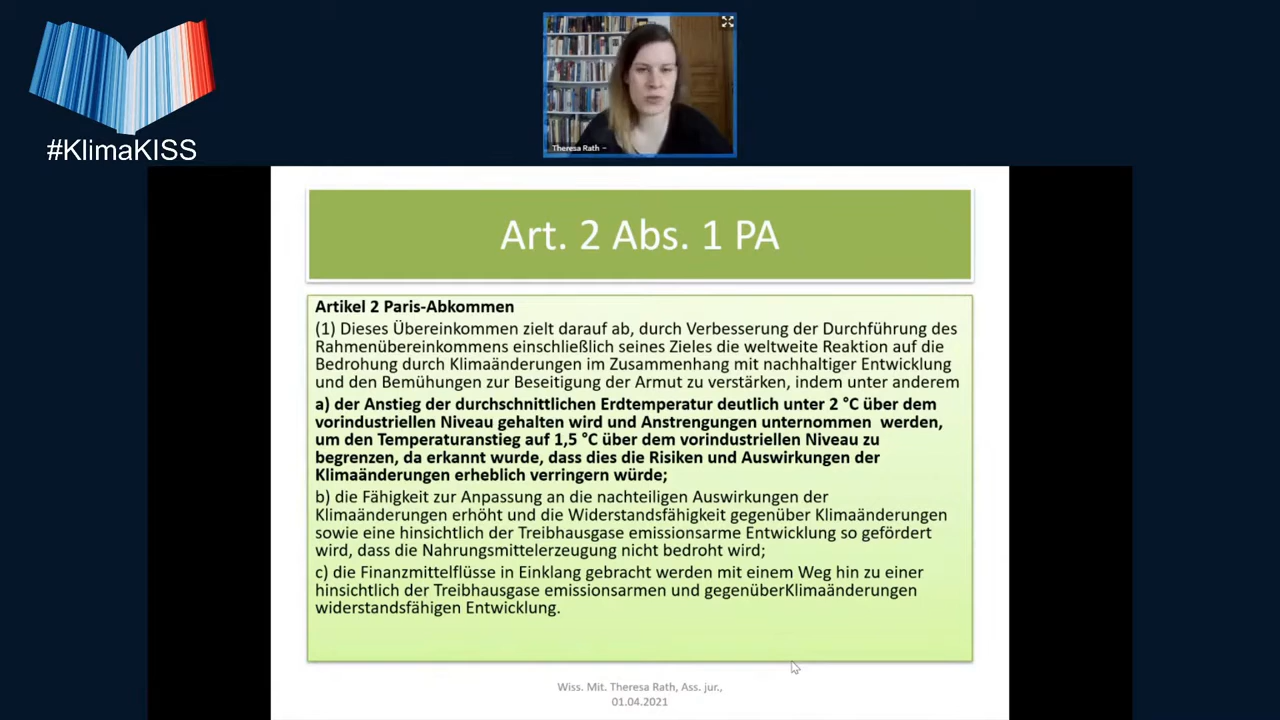 #KlimaKISS
Theresa Rath –
Art. 2 Abs. 1 PA
Artikel 2 Paris-Abkommen
(1) Dieses Übereinkommen zielt darauf ab, durch Verbesserung der Durchführung des
Rahmenübereinkommens einschließlich seines Zieles die weltweite Reaktion auf die
Bedrohung durch Klimaänderungen im Zusammenhang mit nachhaltiger Entwicklung
und den Bemühungen zur Beseitigung der Armut zu verstärken, indem unter anderem
a) der Anstieg der durchschnittlichen Erdtemperatur deutlich unter 2 °C über dem
vorindustriellen Niveau gehalten wird und Anstrengungen unternommen  werden,
um den Temperaturanstieg auf 1,5 °C über dem vorindustriellen Niveau zu
begrenzen, da erkannt wurde, dass dies die Risiken und Auswirkungen der
Klimaänderungen erheblich verringern würde;
b) die Fähigkeit zur Anpassung an die nachteiligen Auswirkungen der
Klimaänderungen erhöht und die Widerstandsfähigkeit gegenüber Klimaänderungen
sowie eine hinsichtlich der Treibhausgase emissionsarme Entwicklung so gefördert
wird, dass die Nahrungsmittelerzeugung nicht bedroht wird;
c) die Finanzmittelflüsse in Einklang gebracht werden mit einem Weg hin zu einer
hinsichtlich der Treibhausgase emissionsarmen und gegenüberKlimaänderungen
widerstandsfähigen Entwicklung.
Wiss. Mit. Theresa Rath, Ass. jur.,
01.04.2021